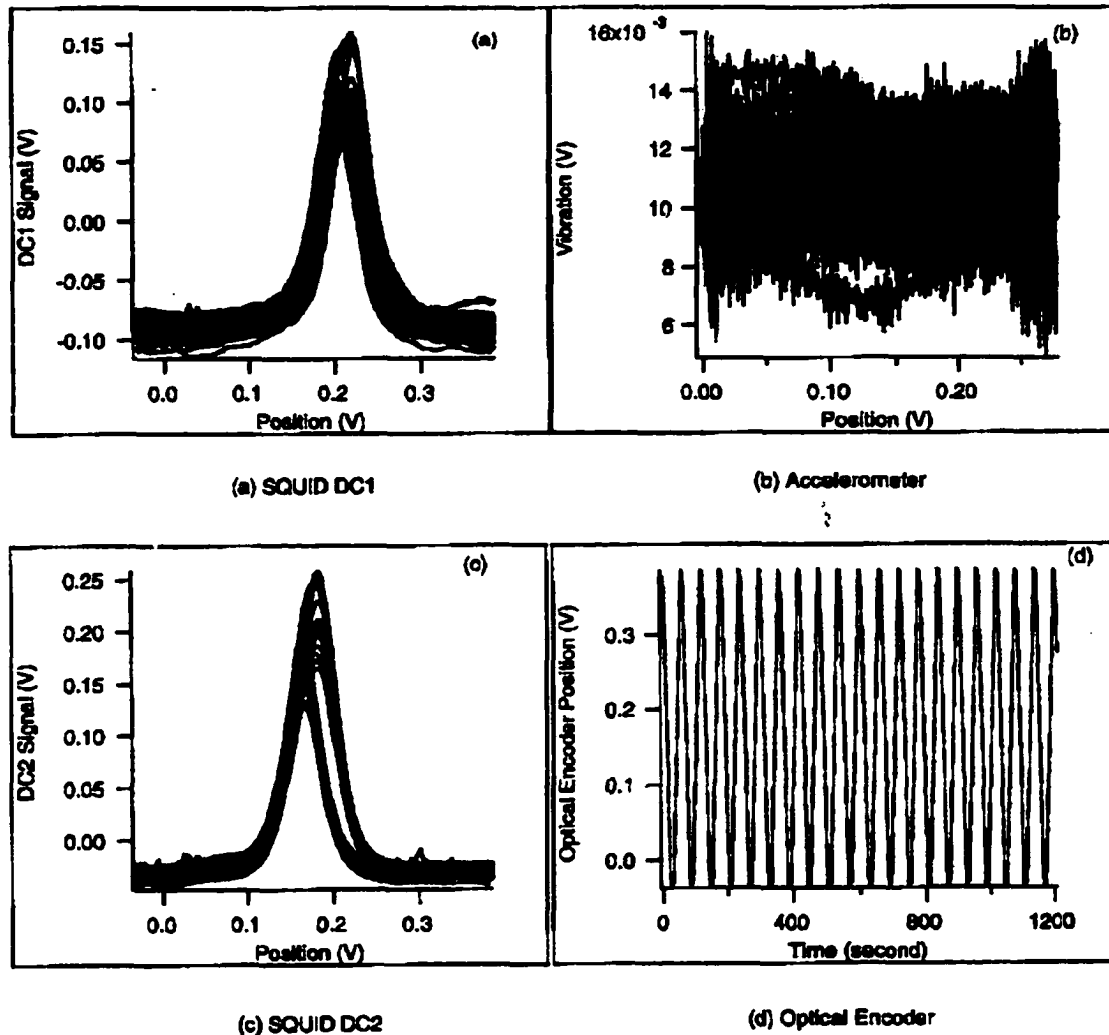 (a)
0.15
0.10
0.05
0.00
-0.05
-0.10
DC1 Signal (V)
0.0 0.1 0.2 0.3
Position (V)
(b)
16x10 -3
14
12
10
8
6
Vibration (V)
0.00 0.10 0.20
Position (V)
(a) SQUID DC1
(b) Accelerometer
(c)
0.25
0.20
0.15
0.10
0.05
0.00
DC2 Signal (V)
0.0 0.1 0.2 0.3
Position (V)
(d)
0.3
0.2
0.1
0.0
Optical Encoder Position (V)
0 400 800 1200
Time (second)
(c) SQUID DC2
(d) Optical Encoder